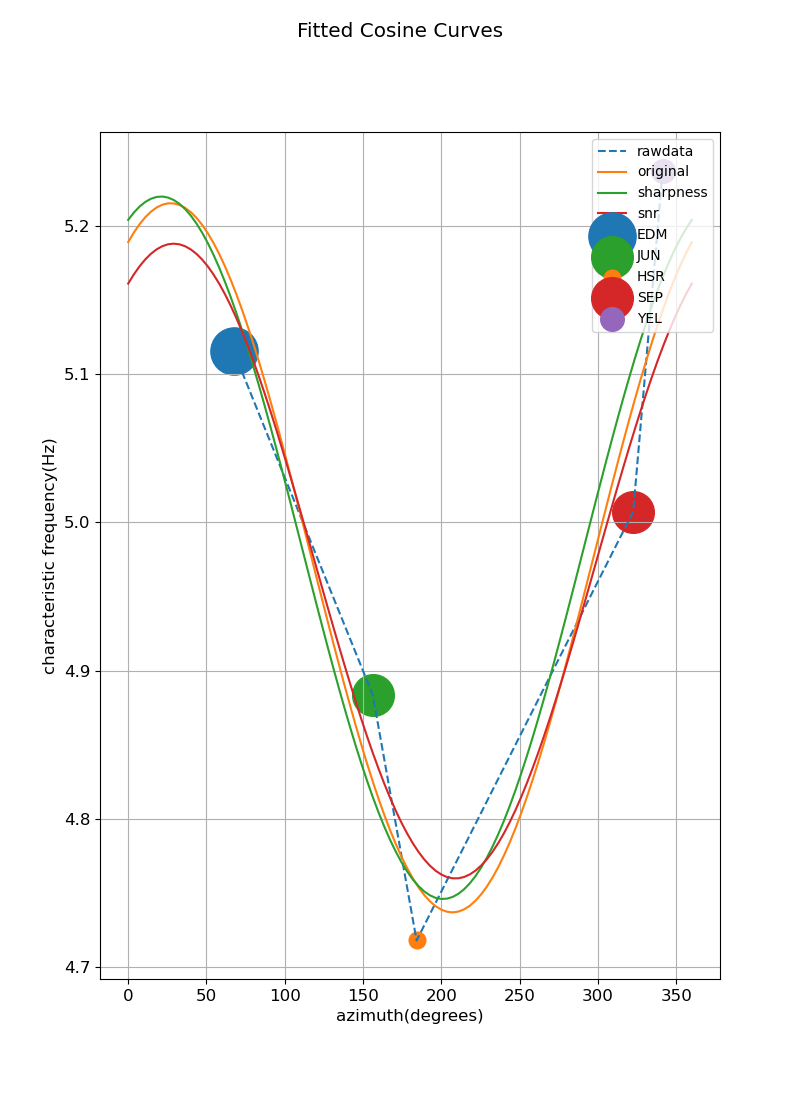 Fitted Cosine Curves
rawdata
original
sharpness
snr
EDM
JUN
HSR
SEP
YEL
5.2
5.1
5.0
4.9
4.8
4.7
characteristic frequency(Hz)
0 50 100 150 200 250 300 350
azimuth(degrees)